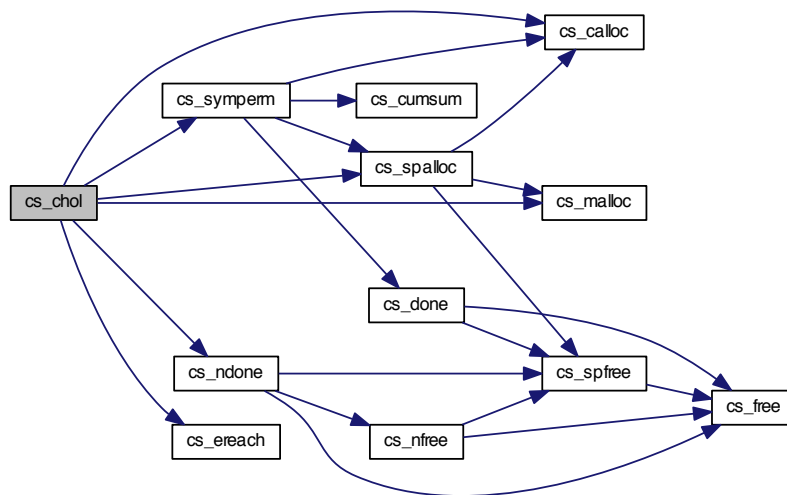 cs_calloc
cs_symperm
cs_cumsum
cs_spalloc
cs_chol
cs_malloc
cs_done
cs_ndone
cs_spfree
cs_free
cs_ereach
cs_nfree